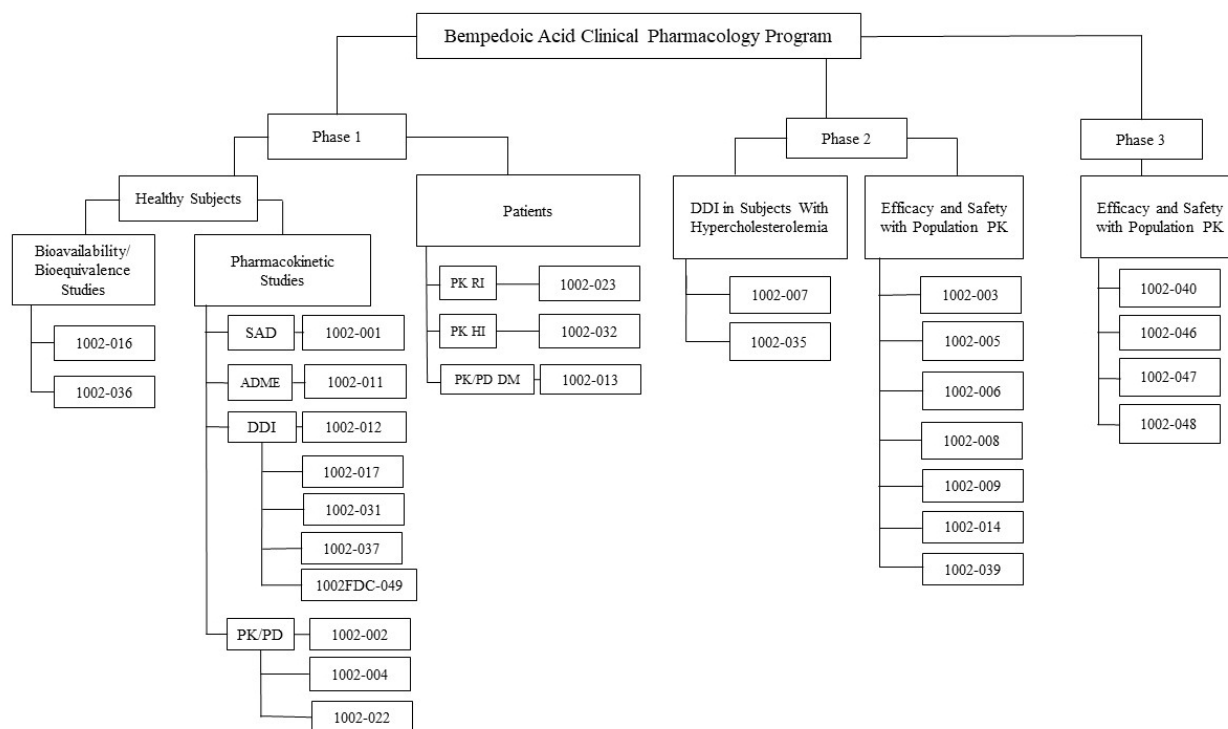 Bempedoic Acid Clinical Pharmacology Program
Phase 1
Healthy Subjects
Bioavailability/
Bioequivalence
Studies
1002-016
1002-036
Pharmacokinetic
Studies
SAD
1002-001
ADME
1002-011
DDI
1002-012
1002-017
1002-031
1002-037
1002FDC-049
PK/PD
1002-002
1002-004
1002-022
Patients
PK RI
1002-023
PK HI
1002-032
PK/PD DM
1002-013
Phase 2
DDI in Subjects With
Hypercholesterolemia
1002-007
1002-035
Efficacy and Safety
with Population PK
1002-003
1002-005
1002-006
1002-008
1002-009
1002-014
1002-039
Phase 3
Efficacy and Safety
with Population PK
1002-040
1002-046
1002-047
1002-048